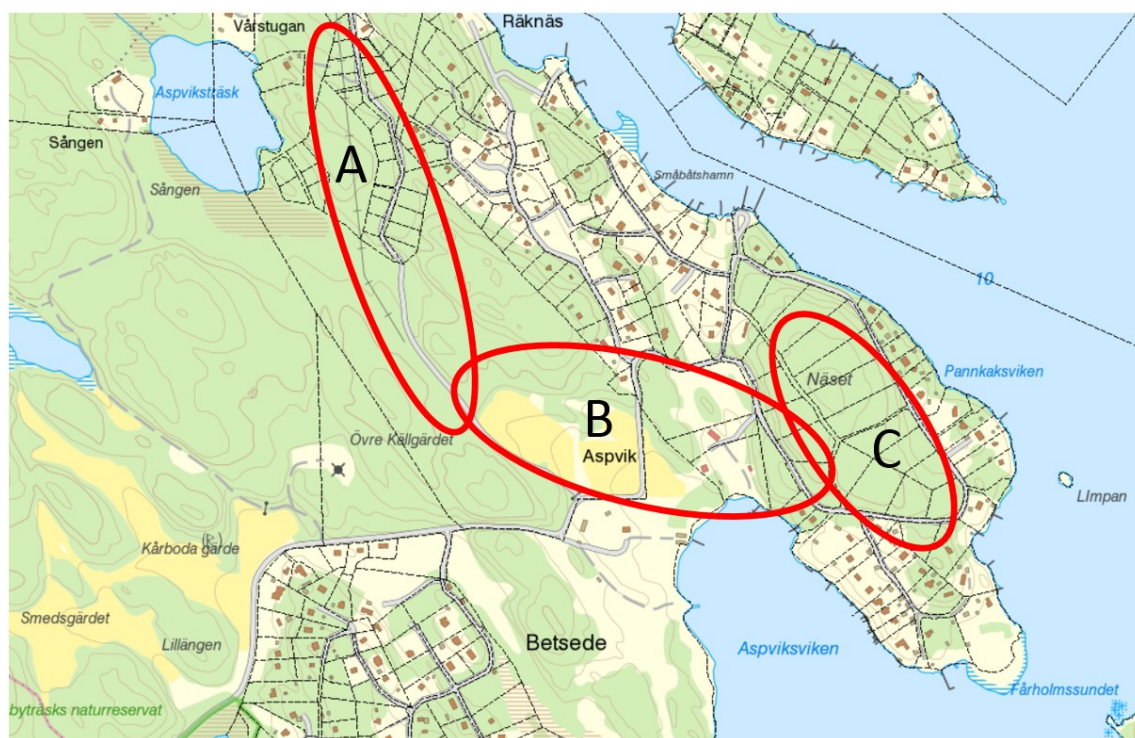 Vårstugan
Räknäs
Aspviksträsk
Sången
Sången
A
Småbåtshamn
10
Näset
Pannkaksviken
B
Aspvik
C
Övre Källgärdet
LImpan
Kårboda gärde
Smedsgärdet
Lillängen
Betsede
Aspviksviken
Fårholmssundet
byträsks naturreservat